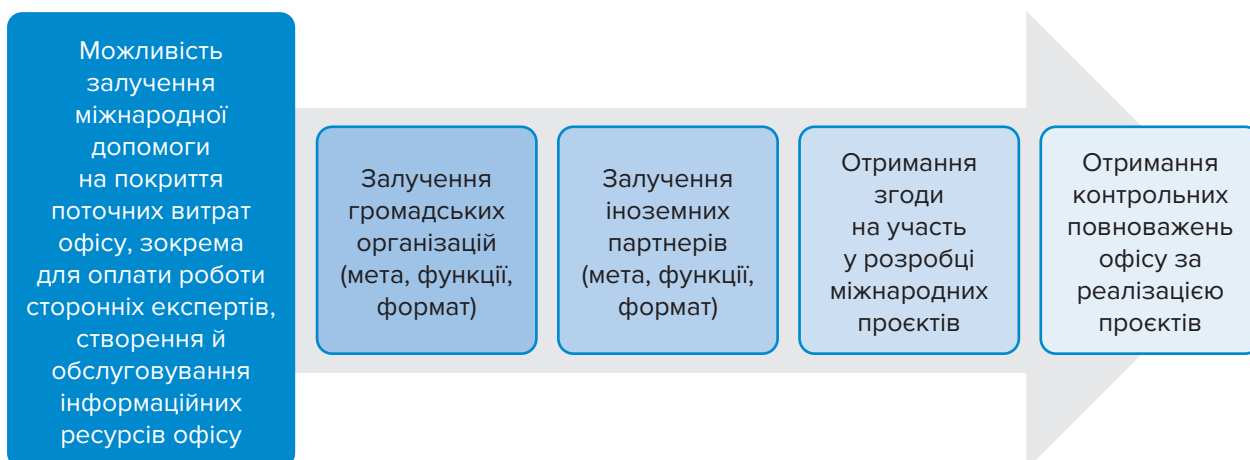 Можливість
залучення
міжнародної
допомоги
на покриття
поточних витрат
офісу, зокрема
для оплати роботи
сторонніх експертів,
створення й
обслуговування
інформаційних
ресурсів офісу
Залучення
громадських
організацій
(мета, функції,
формат)
Залучення
іноземних
партнерів
(мета, функції,
формат)
Отримання
згоди
на участь
у розробці
міжнародних
проєктів
Отримання
контрольних
повноважень
офісу за
реалізацією
проєктів